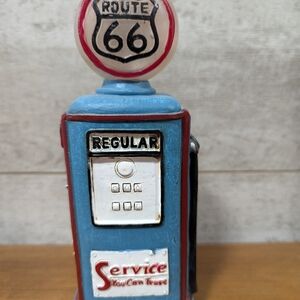 ROUTE
66
REGULAR
Service
You Can Trust